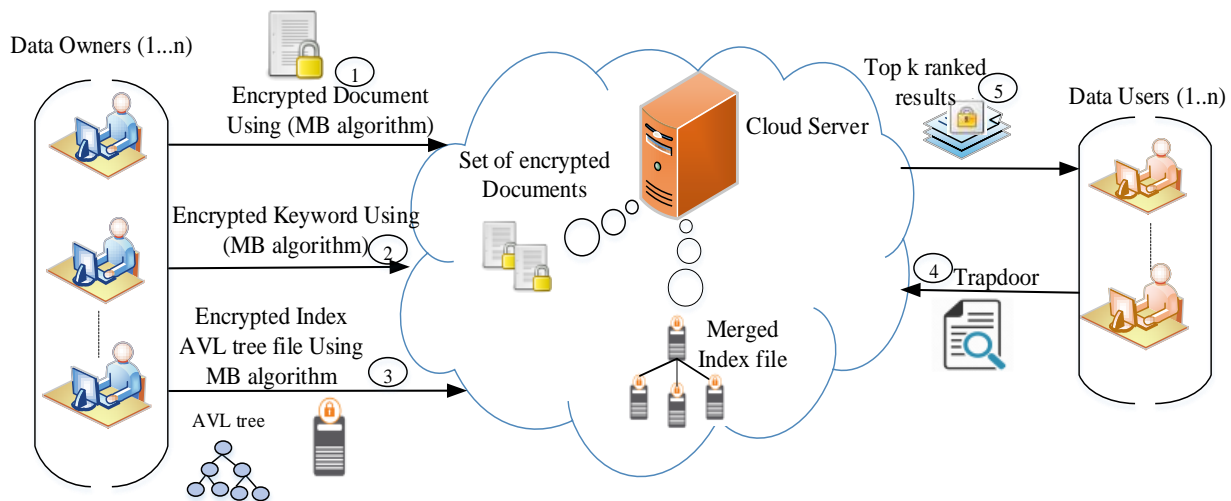 Data Owners (1...n)
1
Encrypted Document
Using (MB algorithm)
Encrypted Keyword Using
(MB algorithm)
2
Encrypted Index
AVL tree file Using
MB algorithm
3
AVL tree
Set of encrypted
Documents
Cloud Server
Merged
Index file
Top k ranked
results
5
4
Trapdoor
Data Users (1..n)